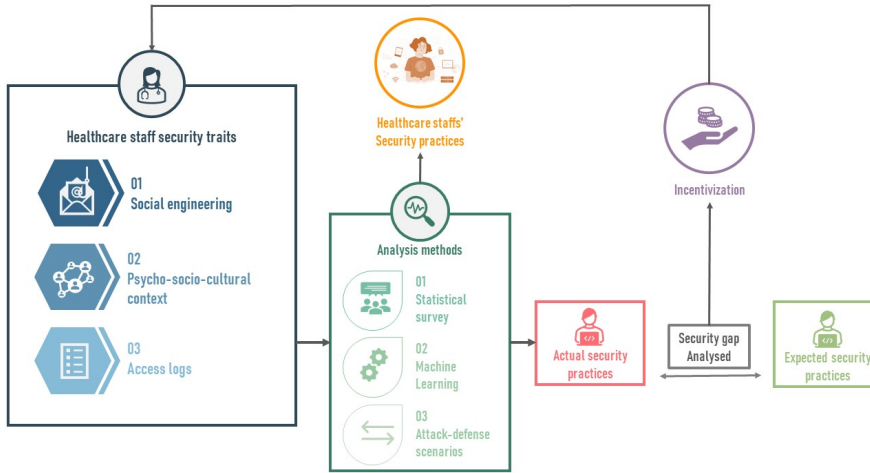 Healthcare staff security traits
01
Social engineering
02
Psycho-socio-cultural
context
03
Access logs
Healthcare staffs'
Security practices
Analysis methods
01
Statistical
survey
02
Machine
Learning
03
Attack-defense
scenarios
Actual security
practices
Incentivization
Security gap
Analysed
Expected security
practices